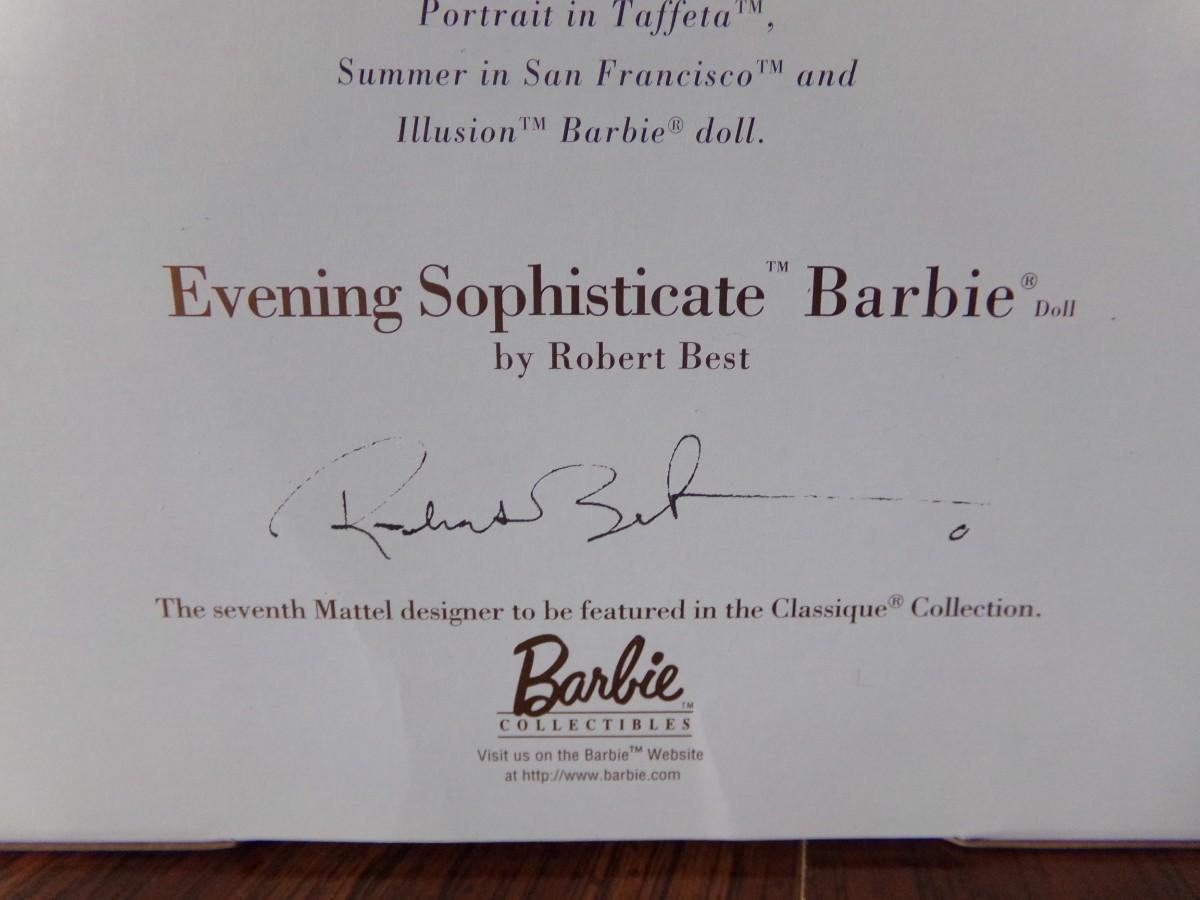 Portrait in Taffeta™,
Summer in San Francisco™ and
Illusion™ Barbie® doll.
Evening Sophisticate™ Barbie® Doll
by Robert Best
Robert Best
The seventh Mattel designer to be featured in the Classique® Collection.
Barbie™
COLLECTIBLES
Visit us on the Barbie™ Website
at http://www.barbie.com